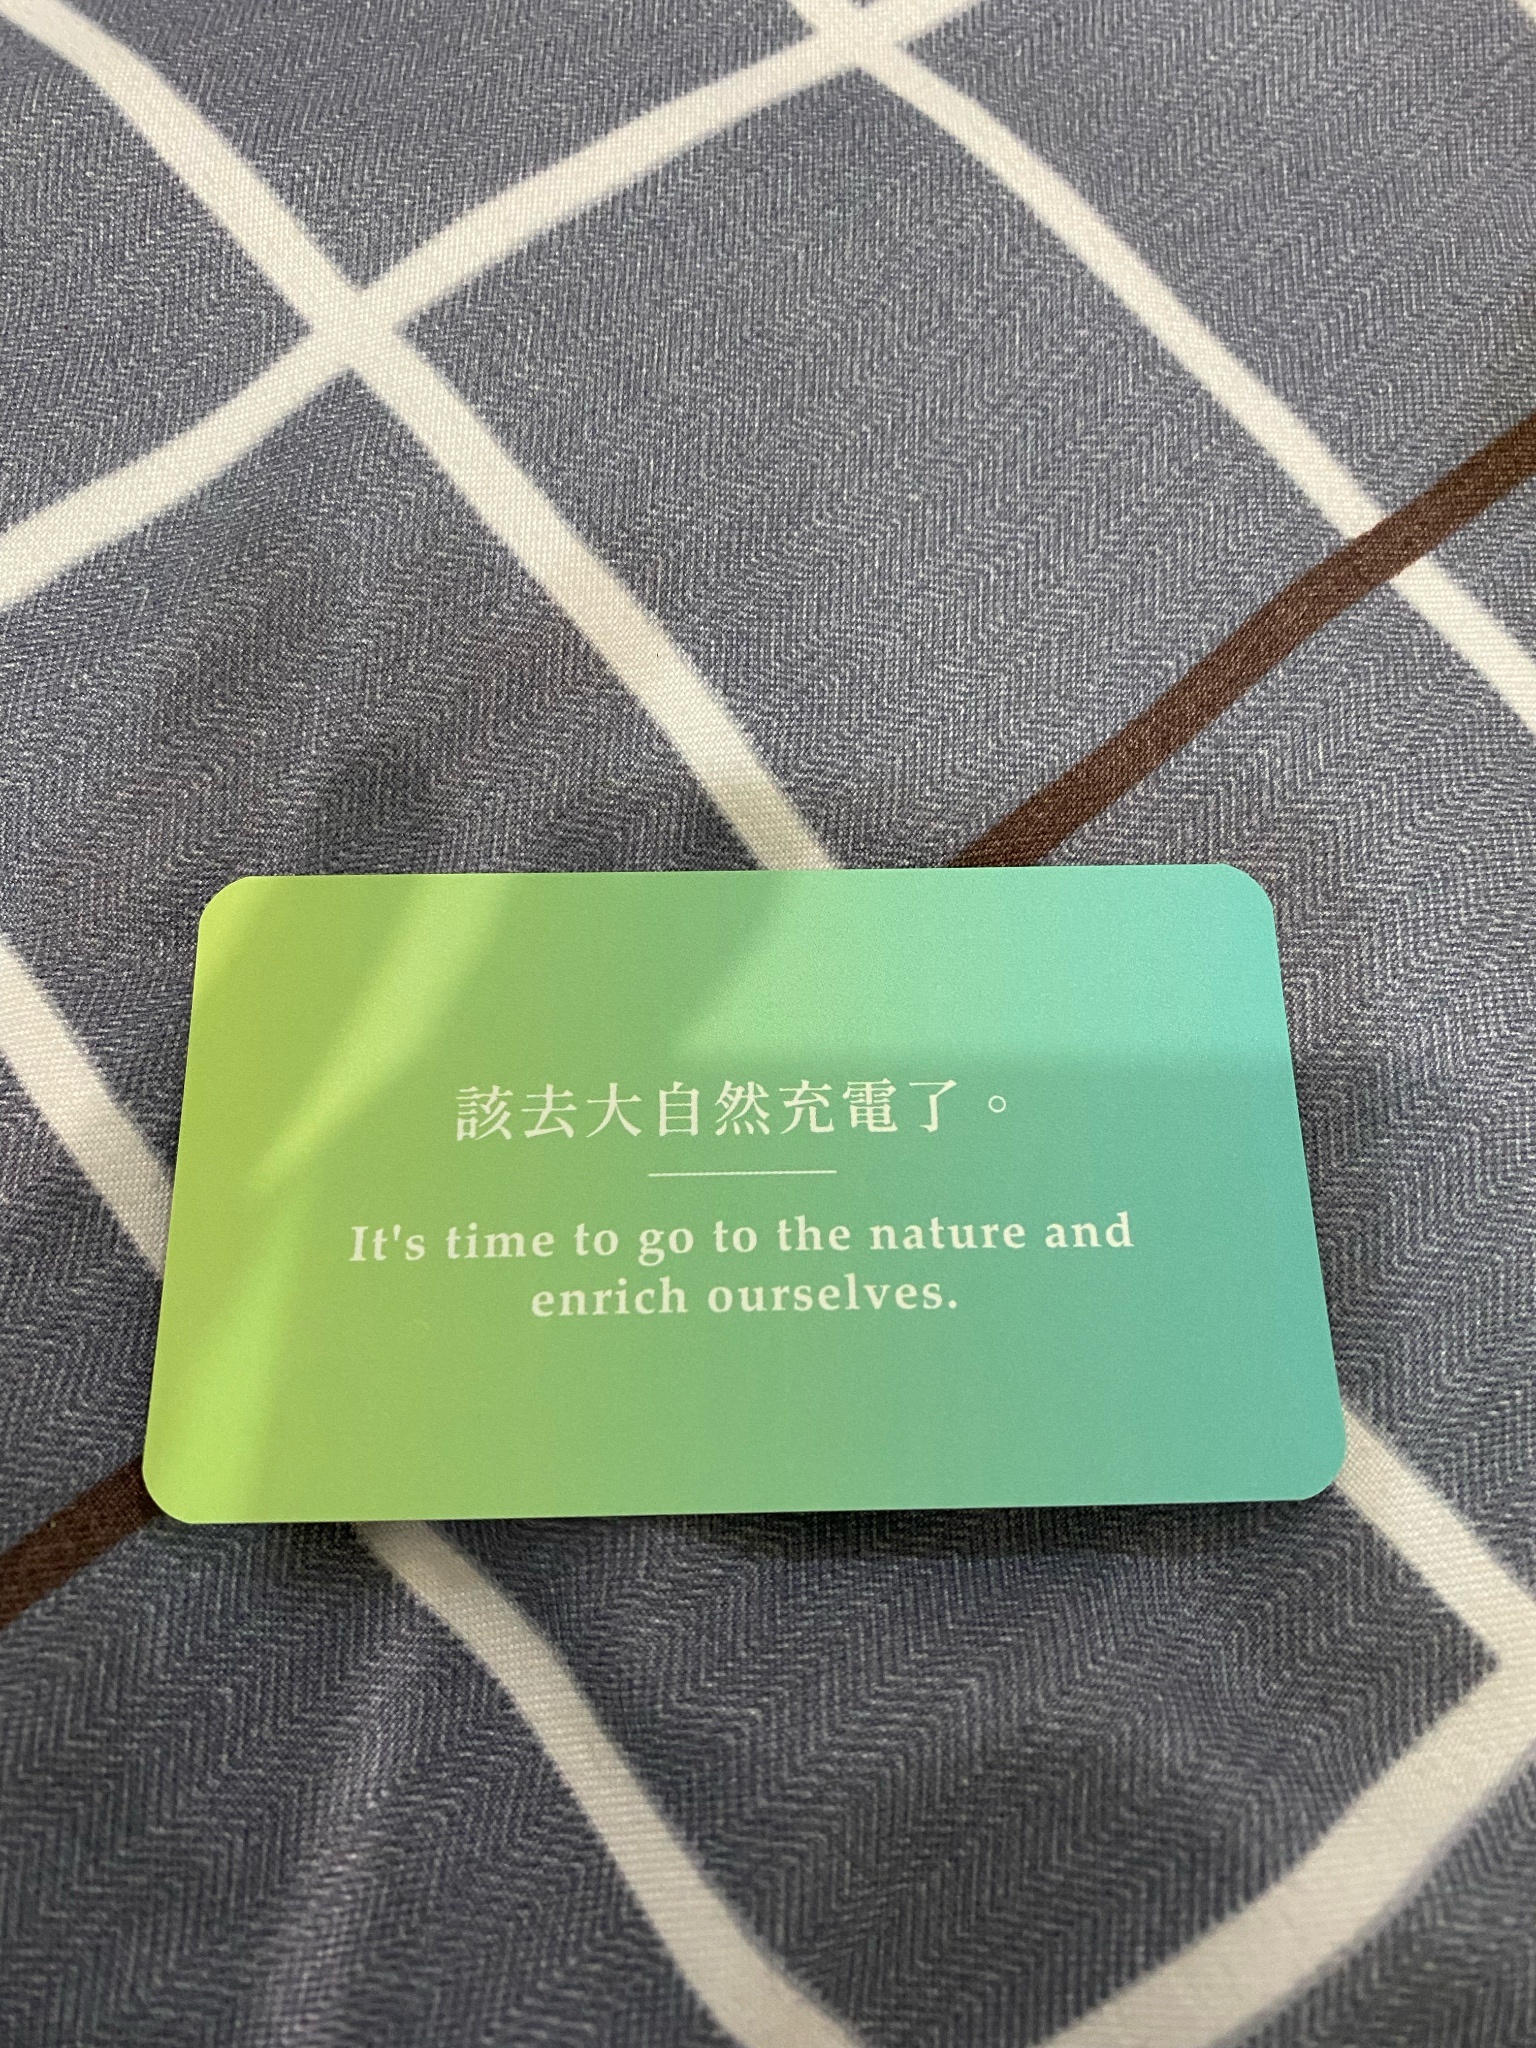 該去大自然充電了。
It's time to go to the nature and
enrich ourselves.